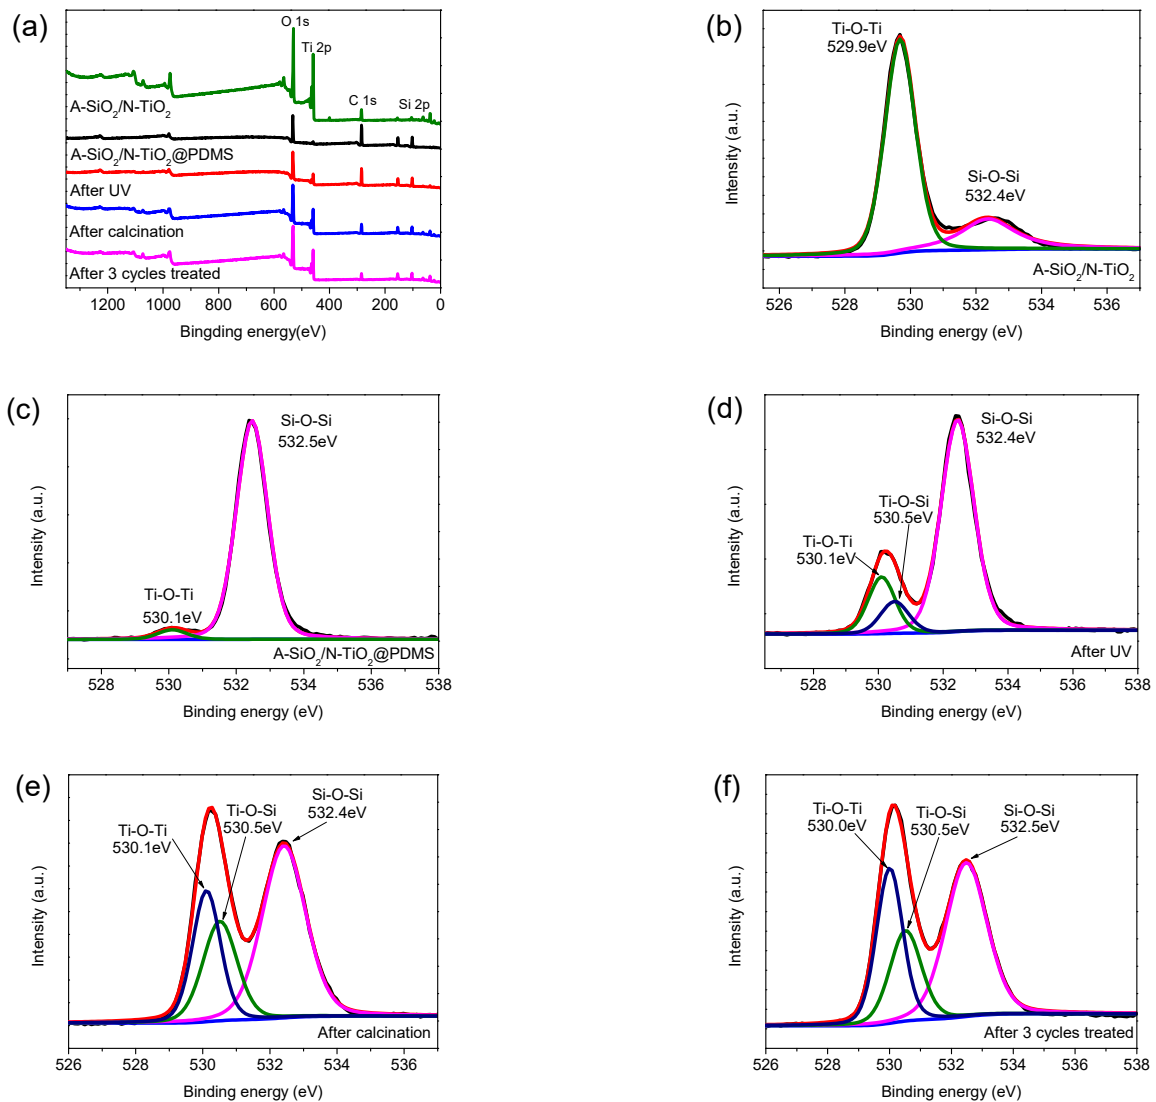 (a)
O 1s
Ti 2p
C 1s
Si 2p
A-SiO₂/N-TiO₂
A-SiO₂/N-TiO₂@PDMS
After UV
After calcination
After 3 cycles treated
1200 1000 800 600 400 200 0
Bingding energy(eV)
(b)
Ti-O-Ti
529.9eV
Si-O-Si
532.4eV
Intensity (a.u.)
A-SiO₂/N-TiO₂
526 528 530 532 534 536
Binding energy (eV)
(c)
Si-O-Si
532.5eV
Ti-O-Ti
530.1eV
Intensity (a.u.)
A-SiO₂/N-TiO₂@PDMS
528 530 532 534 536 538
Binding energy (eV)
(d)
Si-O-Si
532.4eV
Ti-O-Si
530.5eV
Ti-O-Ti
530.1eV
Intensity (a.u.)
After UV
528 530 532 534 536 538
Binding energy (eV)
(e)
Si-O-Si
532.4eV
Ti-O-Si
530.5eV
Ti-O-Ti
530.1eV
Intensity (a.u.)
After calcination
526 528 530 532 534 536
Binding energy (eV)
(f)
Ti-O-Ti
530.0eV
Ti-O-Si
530.5eV
Si-O-Si
532.5eV
Intensity (a.u.)
After 3 cycles treated
526 528 530 532 534 536 538
Binding energy (eV)